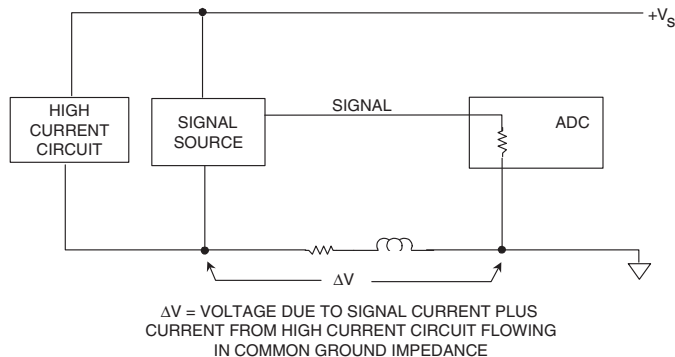 +VS
HIGH
CURRENT
CIRCUIT
SIGNAL
SOURCE
SIGNAL
ADC
ΔV
ΔV = VOLTAGE DUE TO SIGNAL CURRENT PLUS
CURRENT FROM HIGH CURRENT CIRCUIT FLOWING
IN COMMON GROUND IMPEDANCE